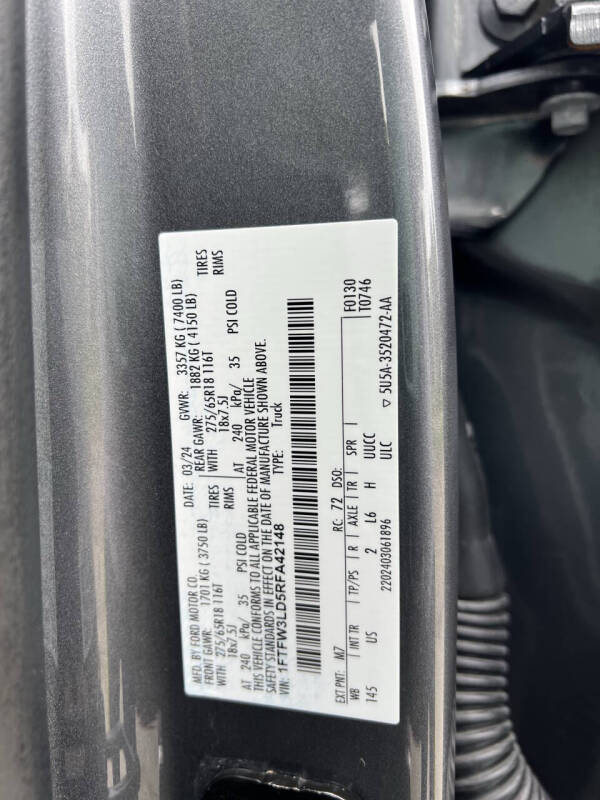 MFD. BY FORD MOTOR CO.
DATE: 03/24 GVWR: 3357 KG ( 7400 LB)
FRONT GAWR: REAR GAWR:
1701 KG ( 3750 LB) 1882 KG ( 4150 LB)
WITH TIRES WITH TIRES
275/65R18 116T 275/65R18 116T
18x7.5J RIMS 18x7.5J RIMS
AT 240 kPa/ 35 PSI COLD AT 240 kPa/ 35 PSI COLD
THIS VEHICLE CONFORMS TO ALL APPLICABLE FEDERAL MOTOR VEHICLE
SAFETY STANDARDS IN EFFECT ON THE DATE OF MANUFACTURE SHOWN ABOVE.
VIN: 1FTFW3LD5RFA42148 TYPE: Truck
F0130
EXT PNT: M7 RC: 72 DSO: T0746
WB INT TR TP/PS R AXLE TR SPR
145 US 2 L6 H UUCC
ULC ▽ 5U5A-3520472-AA
2202403061896